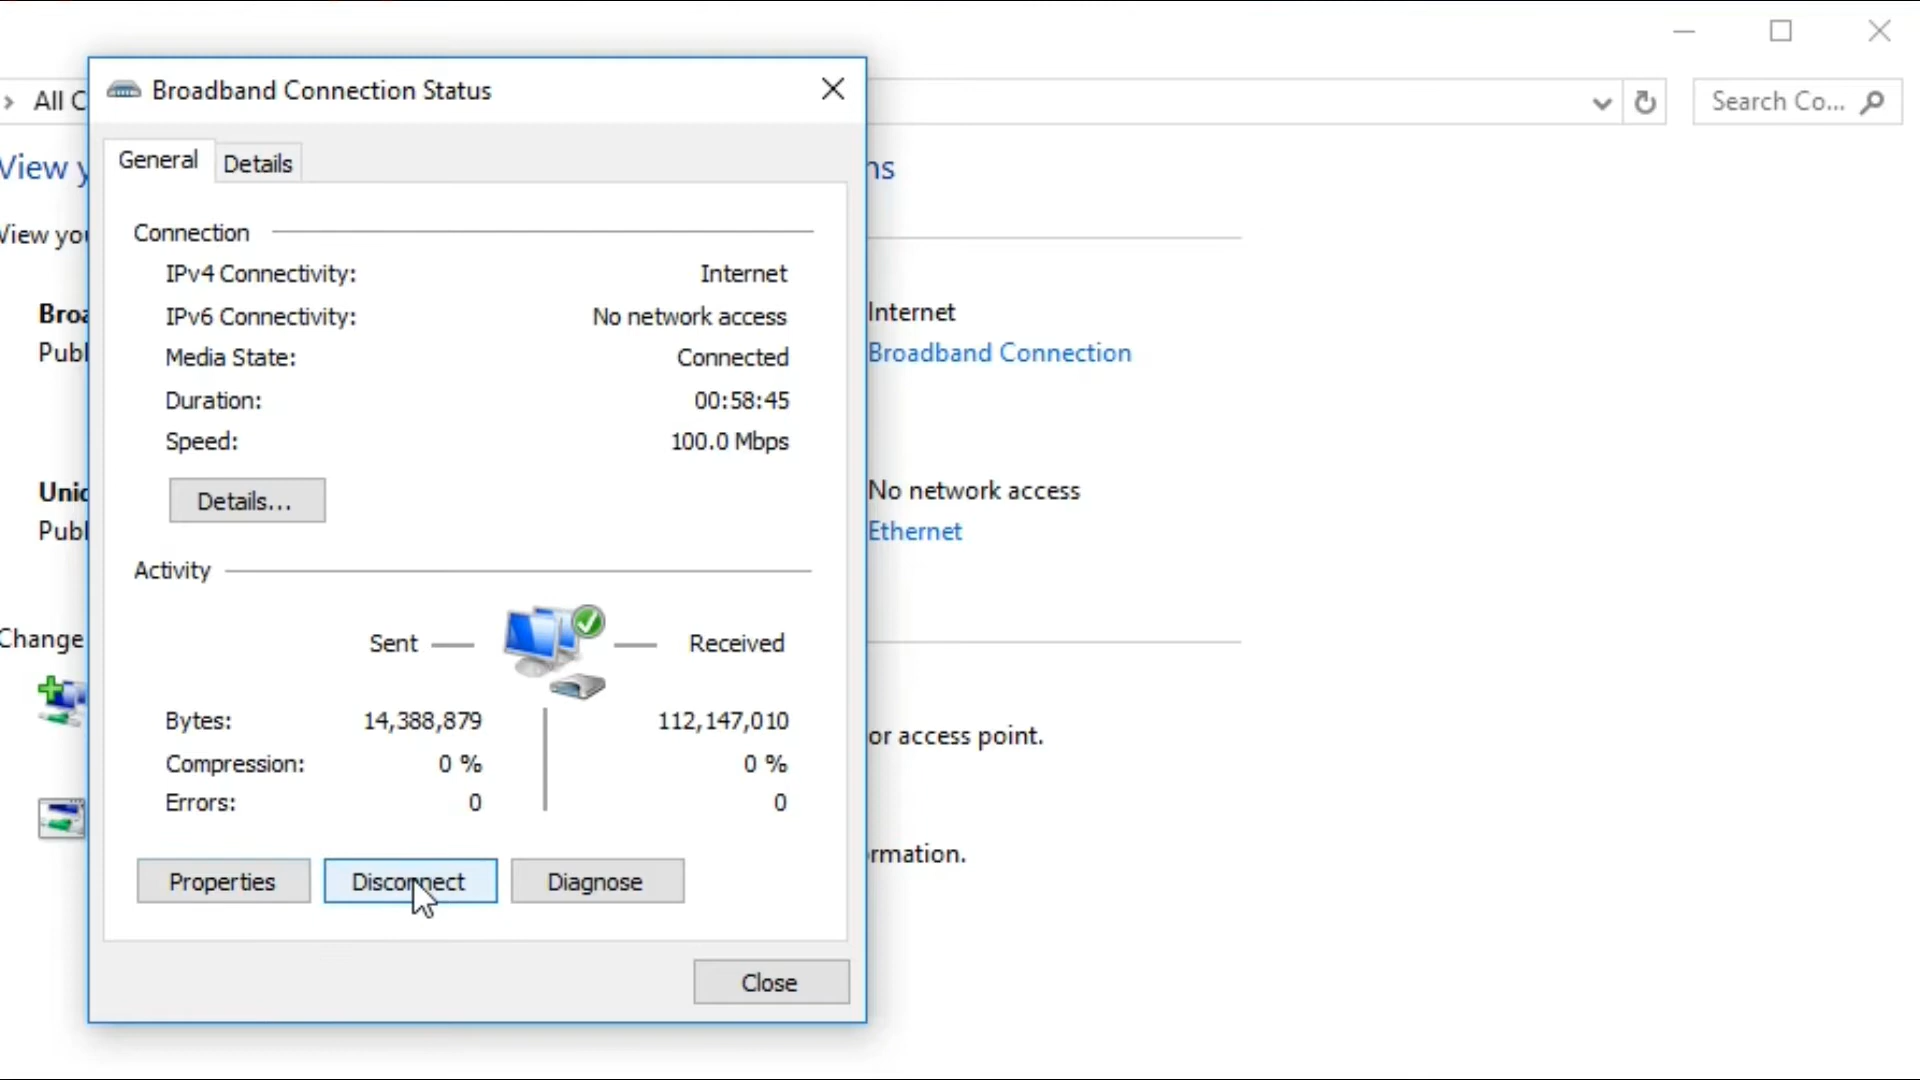 Broadband Connection Status
All C
Search Co...
General
Details
View y
ns
Connection
View you
IPv4 Connectivity: Internet
IPv6 Connectivity: No network access
Media State: Connected
Duration: 00:58:45
Speed: 100.0 Mbps
Details...
Broa
Publ
Internet
Broadband Connection
Unid
Publ
No network access
Ethernet
Activity
Sent
Received
Change
Bytes: 14,388,879 112,147,010
or access point.
Compression: 0 % 0 %
Errors: 0 0
rmation.
Properties
Disconnect
Diagnose
Close